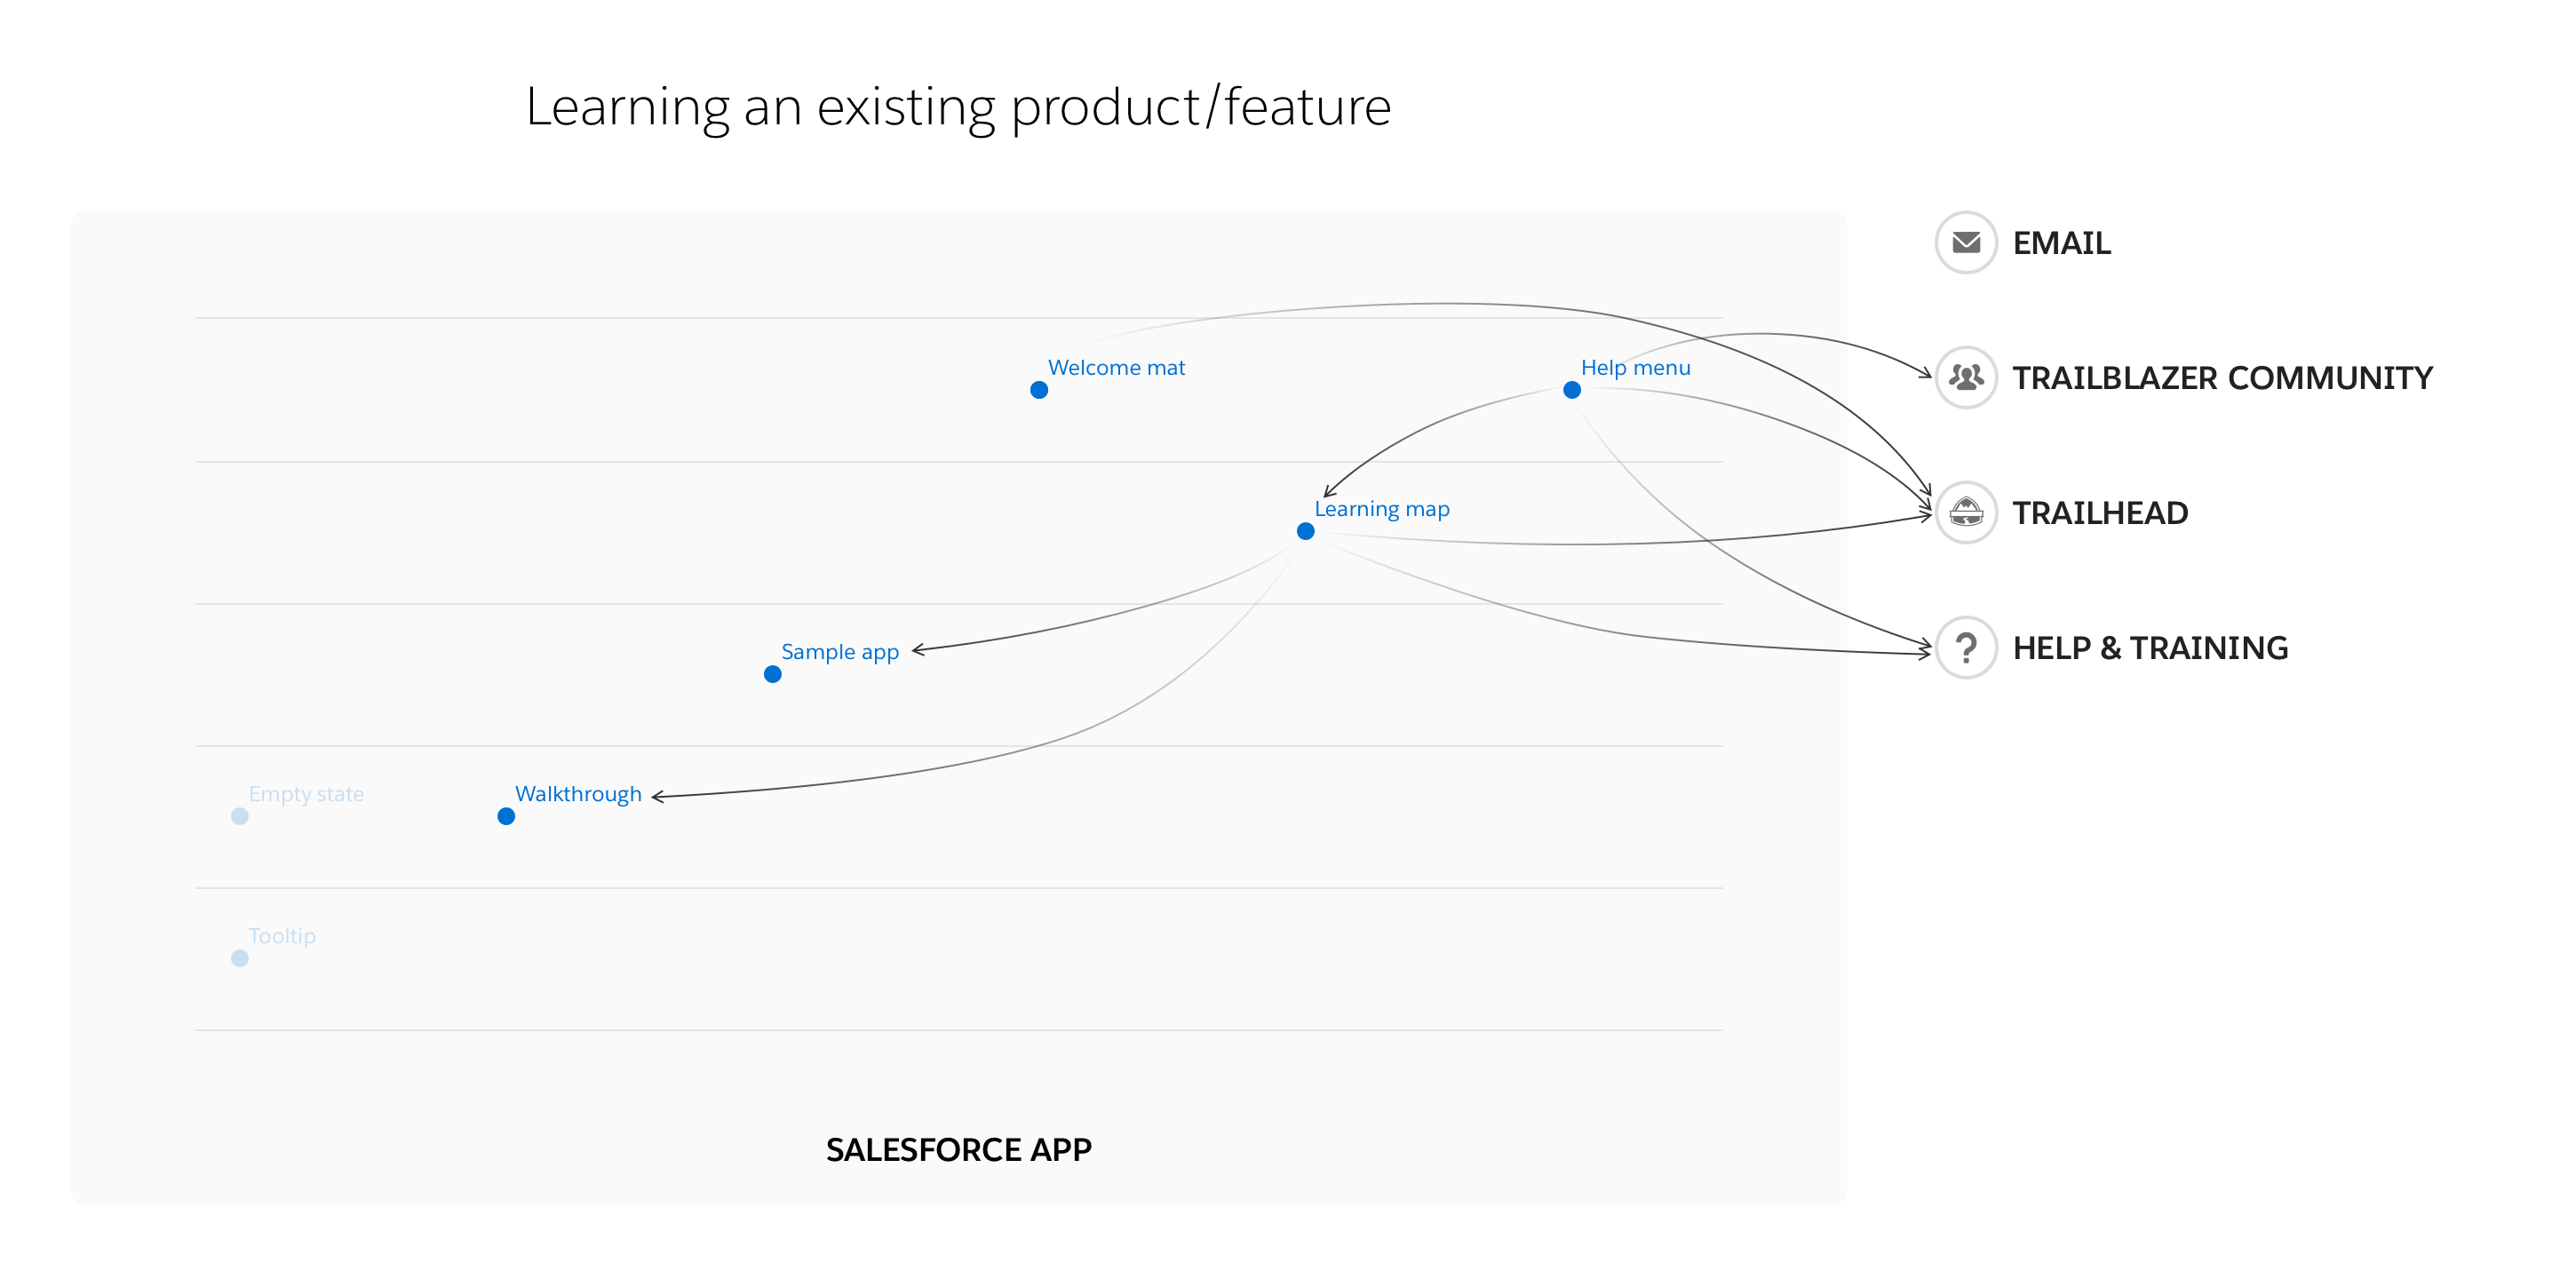 Learning an existing product/feature
EMAIL
Welcome mat
Help menu
TRAILBLAZER COMMUNITY
Learning map
TRAILHEAD
Sample app
HELP & TRAINING
Empty state
Walkthrough
Tooltip
SALESFORCE APP